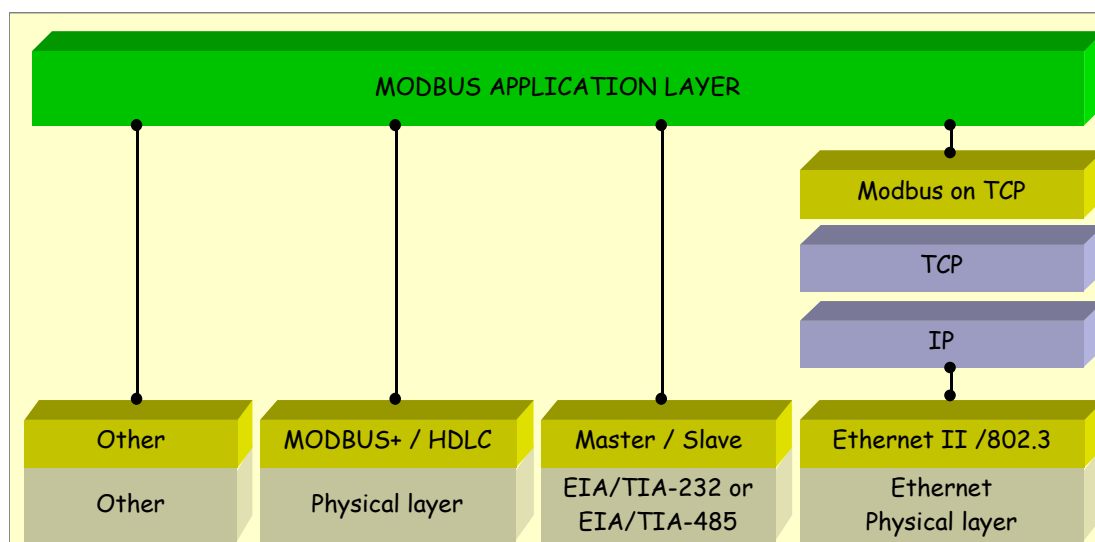 MODBUS APPLICATION LAYER
Modbus on TCP
TCP
IP
Other
MODBUS+ / HDLC
Master / Slave
Ethernet II /802.3
Other
Physical layer
EIA/TIA-232 or
EIA/TIA-485
Ethernet
Physical layer